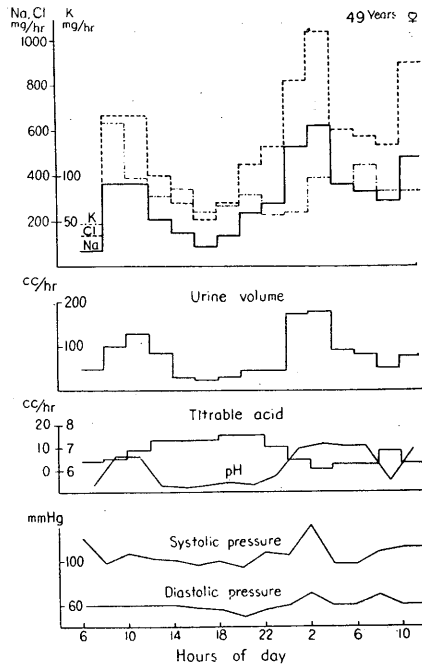 Na, Cl K 49 Years ♀
mg/hr mg/hr
1000
800
600
400 100
200 50
K
Cl
Na
cc/hr
Urine volume
200
100
cc/hr
Titrable acid
20 8
10 7
0 6
pH
mmHg
Systolic pressure
100
Diastolic pressure
60
6 10 14 18 22 2 6 10
Hours of day